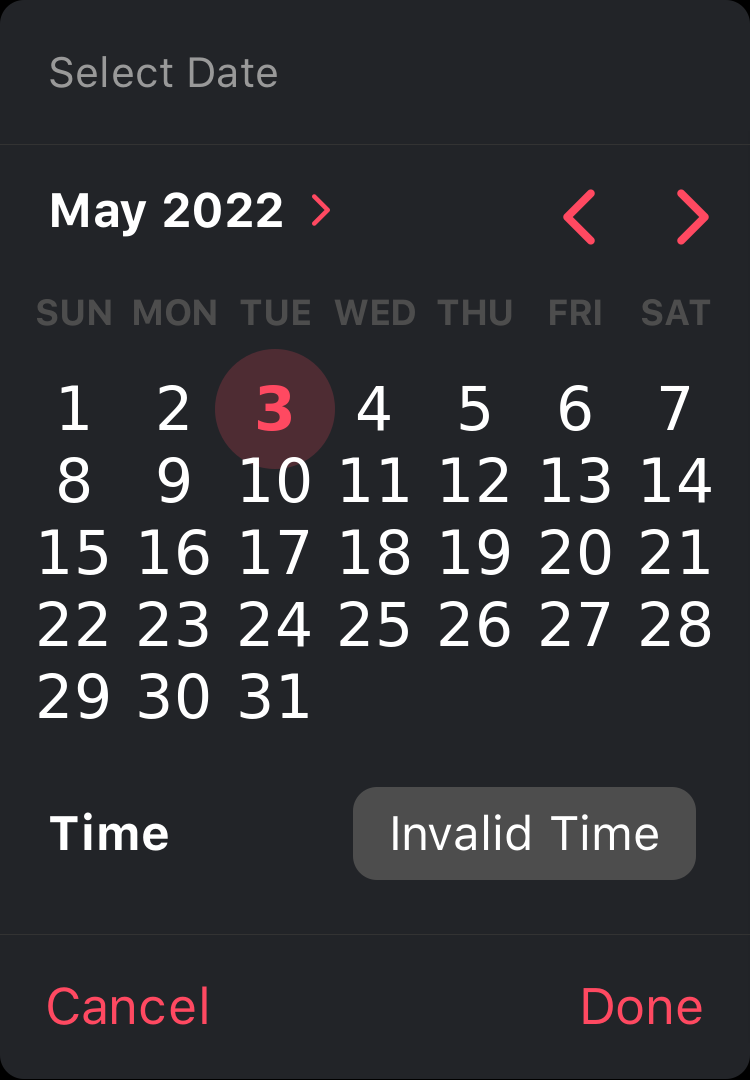 Select Date
May 2022
SUN MON TUE WED THU FRI SAT
1 2 3 4 5 6 7
8 9 10 11 12 13 14
15 16 17 18 19 20 21
22 23 24 25 26 27 28
29 30 31
Time Invalid Time
Cancel Done